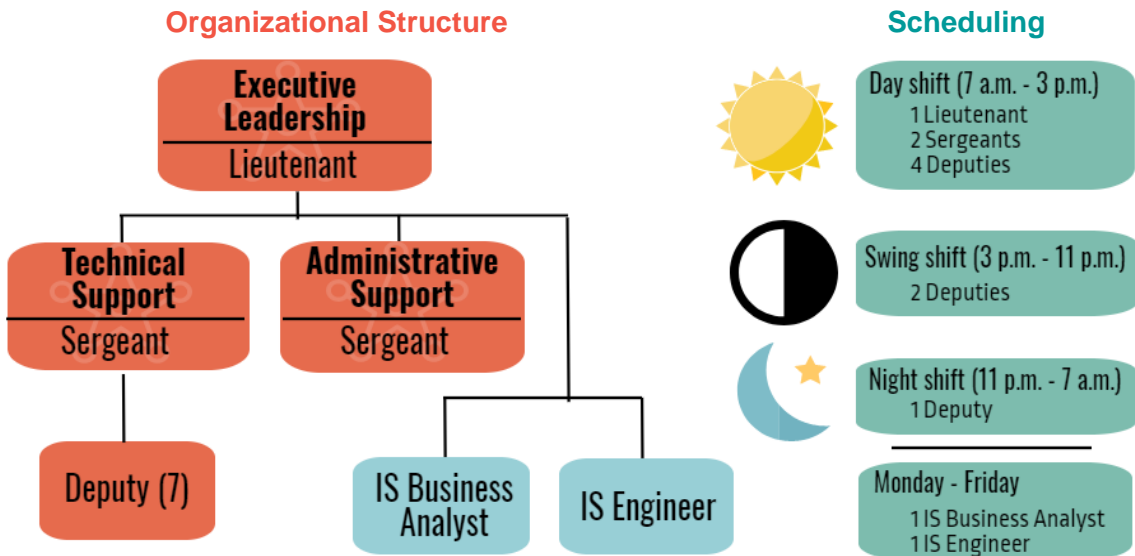 Organizational Structure
Executive
Leadership
Lieutenant
Technical
Support
Sergeant
Administrative
Support
Sergeant
Deputy (7)
IS Business
Analyst
IS Engineer
Scheduling
Day shift (7 a.m. - 3 p.m.)
1 Lieutenant
2 Sergeants
4 Deputies
Swing shift (3 p.m. - 11 p.m.)
2 Deputies
Night shift (11 p.m. - 7 a.m.)
1 Deputy
Monday - Friday
1 IS Business Analyst
1 IS Engineer